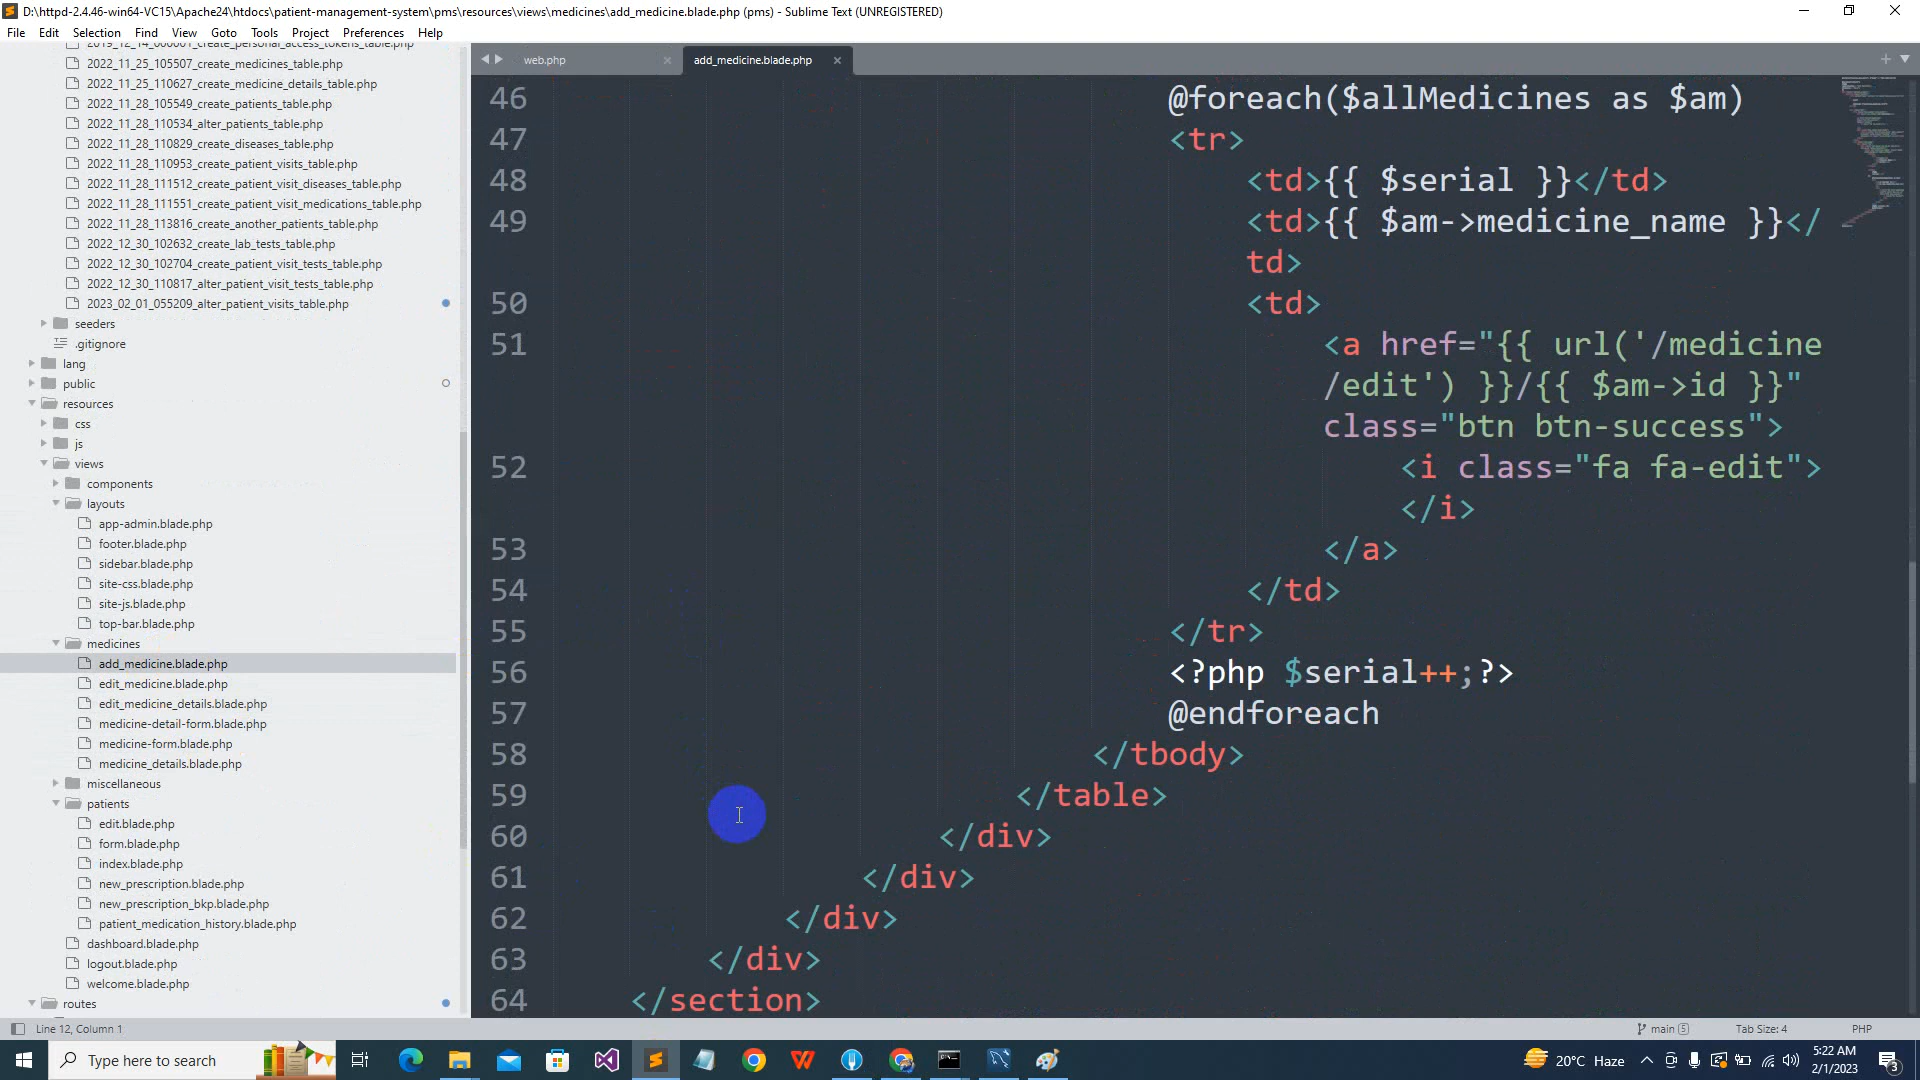 D:\httpd-2.4.46-win64-VC15\Apache24\htdocs\patient-management-system\pms\resources\views\medicines\add_medicine.blade.php (pms) - Sublime Text (UNREGISTERED)
File Edit Selection Find View Goto Tools Project Preferences Help
2019_12_14_000001_create_personal_access_tokens_table.php
2022_11_25_105507_create_medicines_table.php
2022_11_25_110627_create_medicine_details_table.php
2022_11_28_105549_create_patients_table.php
2022_11_28_110534_alter_patients_table.php
2022_11_28_110829_create_diseases_table.php
2022_11_28_110953_create_patient_visits_table.php
2022_11_28_111512_create_patient_visit_diseases_table.php
2022_11_28_111551_create_patient_visit_medications_table.php
2022_11_28_113816_create_another_patients_table.php
2022_12_30_102632_create_lab_tests_table.php
2022_12_30_102704_create_patient_visit_tests_table.php
2022_12_30_110817_alter_patient_visit_tests_table.php
2023_02_01_055209_alter_patient_visits_table.php
seeders
.gitignore
lang
public
resources
css
js
views
components
layouts
app-admin.blade.php
footer.blade.php
sidebar.blade.php
site-css.blade.php
site-js.blade.php
top-bar.blade.php
medicines
add_medicine.blade.php
edit_medicine.blade.php
edit_medicine_details.blade.php
medicine-detail-form.blade.php
medicine-form.blade.php
medicine_details.blade.php
miscellaneous
patients
edit.blade.php
form.blade.php
index.blade.php
new_prescription.blade.php
new_prescription_bkp.blade.php
patient_medication_history.blade.php
dashboard.blade.php
logout.blade.php
welcome.blade.php
routes
web.php add_medicine.blade.php
46 @foreach($allMedicines as $am)
47 <tr>
48 <td>{{ $serial }}</td>
49 <td>{{ $am->medicine_name }}</
td>
50 <td>
51 <a href="{{ url('/medicine
/edit') }}/{{ $am->id }}"
class="btn btn-success">
52 <i class="fa fa-edit">
</i>
53 </a>
54 </td>
55 </tr>
56 <?php $serial++;?>
57 @endforeach
58 </tbody>
59 </table>
60 </div>
61 </div>
62 </div>
63 </div>
64 </section>
Line 12, Column 1 main 5 Tab Size: 4 PHP
Type here to search 20°C Haze 5:22 AM
2/1/2023 3